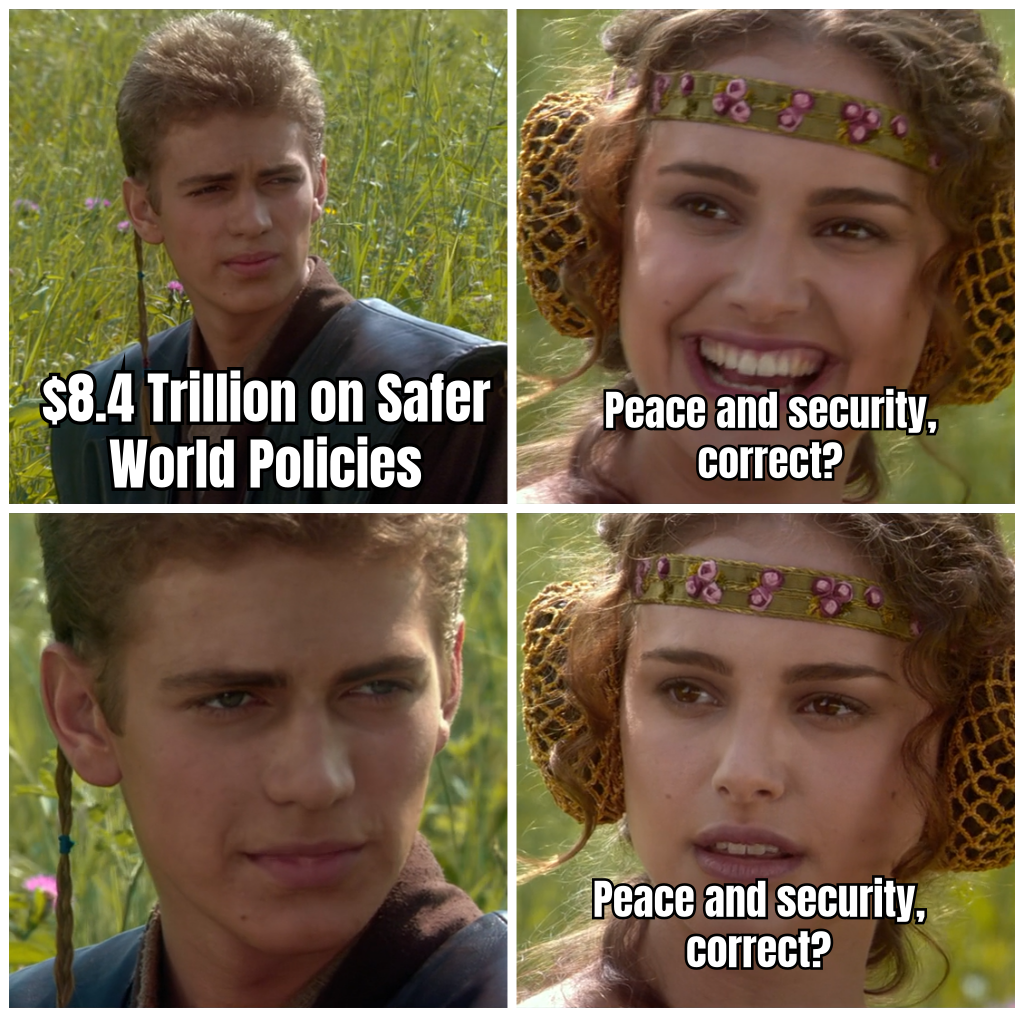 $8.4 Trillion on Safer
World Policies
Peace and security,
correct?
Peace and security,
correct?